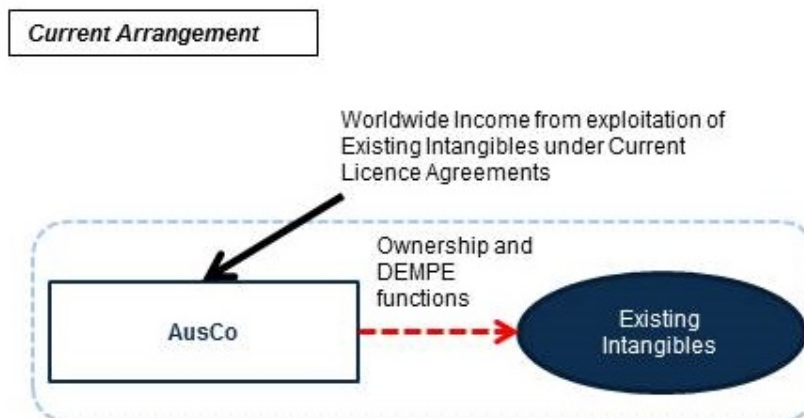 Current Arrangement
Worldwide Income from exploitation of
Existing Intangibles under Current
Licence Agreements
Ownership and
DEMPE
functions
AusCo
Existing
Intangibles